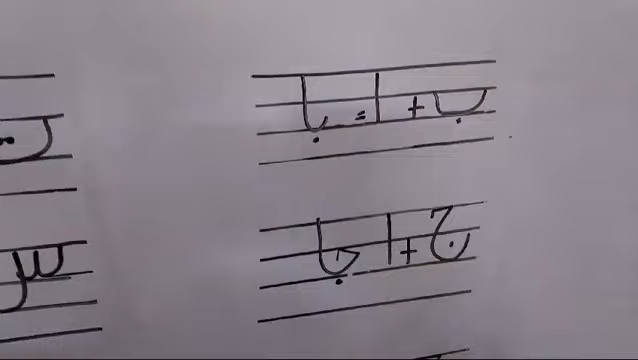 ب + ا = با
ج + ا جا
س